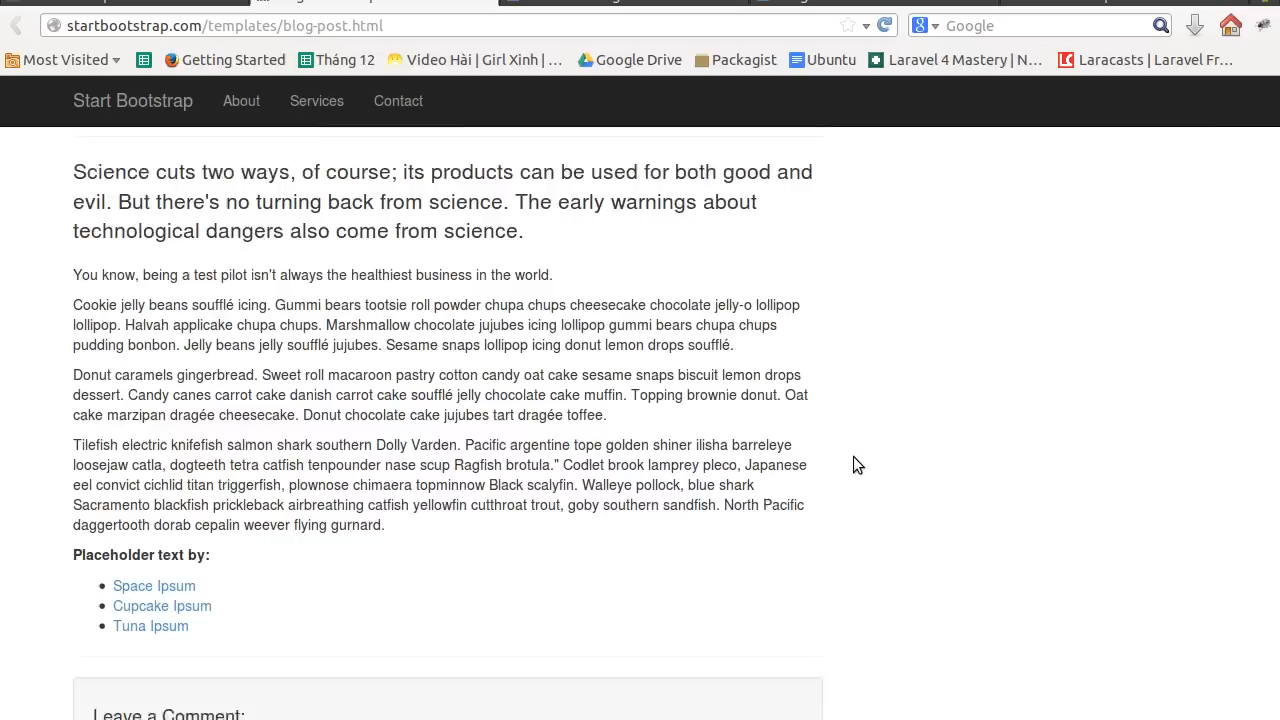 startbootstrap.com/templates/blog-post.html
Google
Most Visited
Getting Started
Tháng 12
Video Hài | Girl Xinh | ...
Google Drive
Packagist
Ubuntu
Laravel 4 Mastery | N...
Laracasts | Laravel Fr...
Start Bootstrap
About
Services
Contact
Science cuts two ways, of course; its products can be used for both good and
evil. But there's no turning back from science. The early warnings about
technological dangers also come from science.
You know, being a test pilot isn't always the healthiest business in the world.
Cookie jelly beans soufflé icing. Gummi bears tootsie roll powder chupa chups cheesecake chocolate jelly-o lollipop
lollipop. Halvah applicake chupa chups. Marshmallow chocolate jujubes icing lollipop gummi bears chupa chups
pudding bonbon. Jelly beans jelly soufflé jujubes. Sesame snaps lollipop icing donut lemon drops soufflé.
Donut caramels gingerbread. Sweet roll macaroon pastry cotton candy oat cake sesame snaps biscuit lemon drops
dessert. Candy canes carrot cake danish carrot cake soufflé jelly chocolate cake muffin. Topping brownie donut. Oat
cake marzipan dragée cheesecake. Donut chocolate cake jujubes tart dragée toffee.
Tilefish electric knifefish salmon shark southern Dolly Varden. Pacific argentine tope golden shiner ilisha barreleye
loosejaw catla, dogteeth tetra catfish tenpounder nase scup Ragfish brotula." Codlet brook lamprey pleco, Japanese
eel convict cichlid titan triggerfish, plownose chimaera topminnow Black scalyfin. Walleye pollock, blue shark
Sacramento blackfish prickleback airbreathing catfish yellowfin cutthroat trout, goby southern sandfish. North Pacific
daggertooth dorab cepalin weever flying gurnard.
Placeholder text by:
Space Ipsum
Cupcake Ipsum
Tuna Ipsum
Leave a Comment: